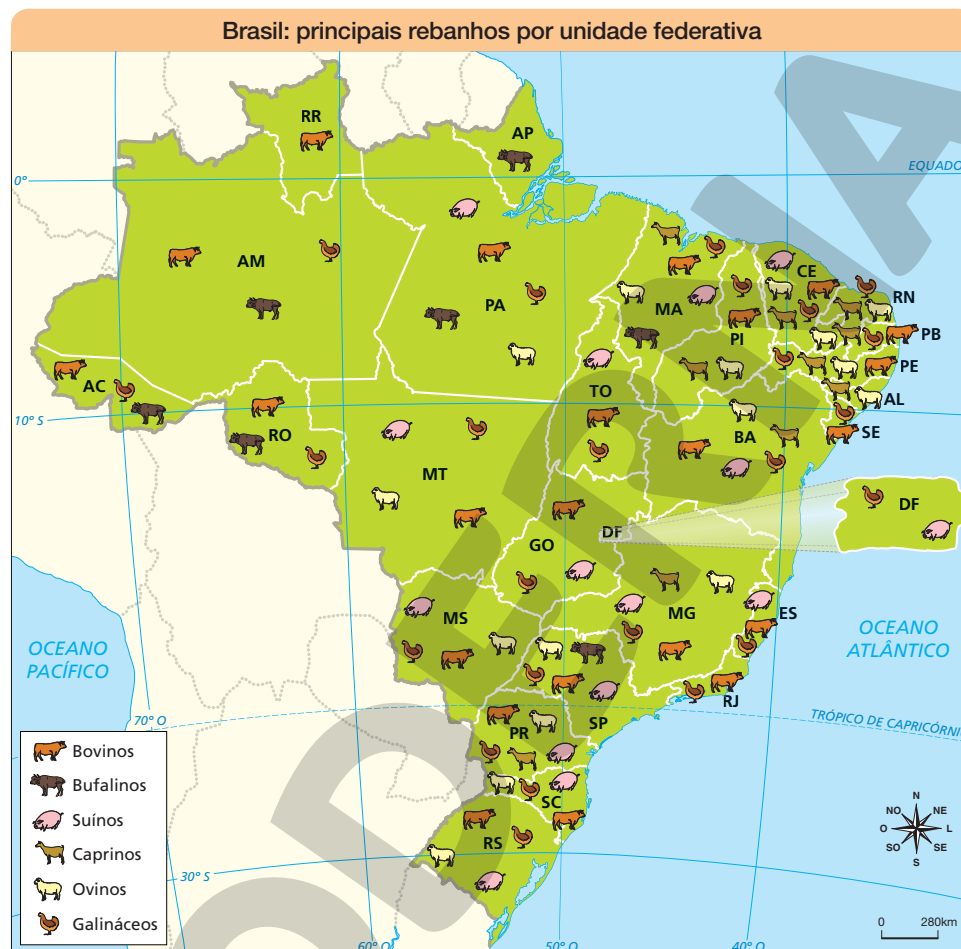 Brasil: principais rebanhos por unidade federativa
RR
AP
EQUADO
0°
AM
PA
MA
CE
RN
PI
PB
PE
AC
TO
AL
10° S
RO
BA
SE
MT
DF
DF
GO
MS
MG
ES
OCEANO
PACÍFICO
OCEANO
ATLÂNTICO
RJ
70° O
SP
TRÓPICO DE CAPRICÓRNI
PR
SC
RS
30° S
Bovinos
Bufalinos
Suínos
Caprinos
Ovinos
Galináceos
N
NO
NE
O
L
SO
SE
S
0
280km
60° O
50° O
40° O